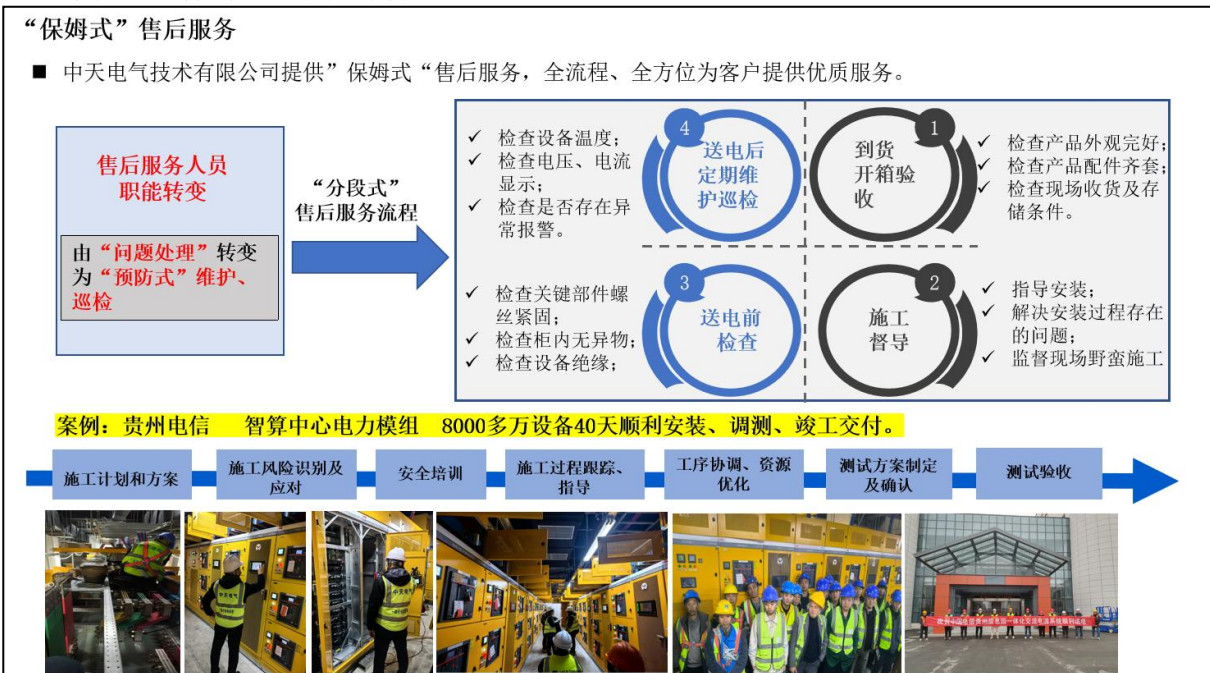 “保姆式”售后服务
■ 中天电气技术有限公司提供”保姆式“售后服务，全流程、全方位为客户提供优质服务。
售后服务人员
职能转变
由“问题处理”转变
为“预防式”维护、
巡检
“分段式”
售后服务流程
✓ 检查设备温度；
✓ 检查电压、电流
显示；
✓ 检查是否存在异
常报警。
4
送电后
定期维
护巡检
1
到货
开箱验
收
✓ 检查产品外观完好；
✓ 检查产品配件齐套；
✓ 检查现场收货及存
储条件。
✓ 检查关键部件螺
丝紧固；
✓ 检查柜内无异物；
✓ 检查设备绝缘；
3
送电前
检查
2
施工
督导
✓ 指导安装；
✓ 解决安装过程存在
的问题；
✓ 监督现场野蛮施工
案例：贵州电信 智算中心电力模组 8000多万设备40天顺利安装、调测、竣工交付。
施工计划和方案
施工风险识别及
应对
安全培训
施工过程跟踪、
指导
工序协调、资源
优化
测试方案制定
及确认
测试验收
中天电气
中天电气